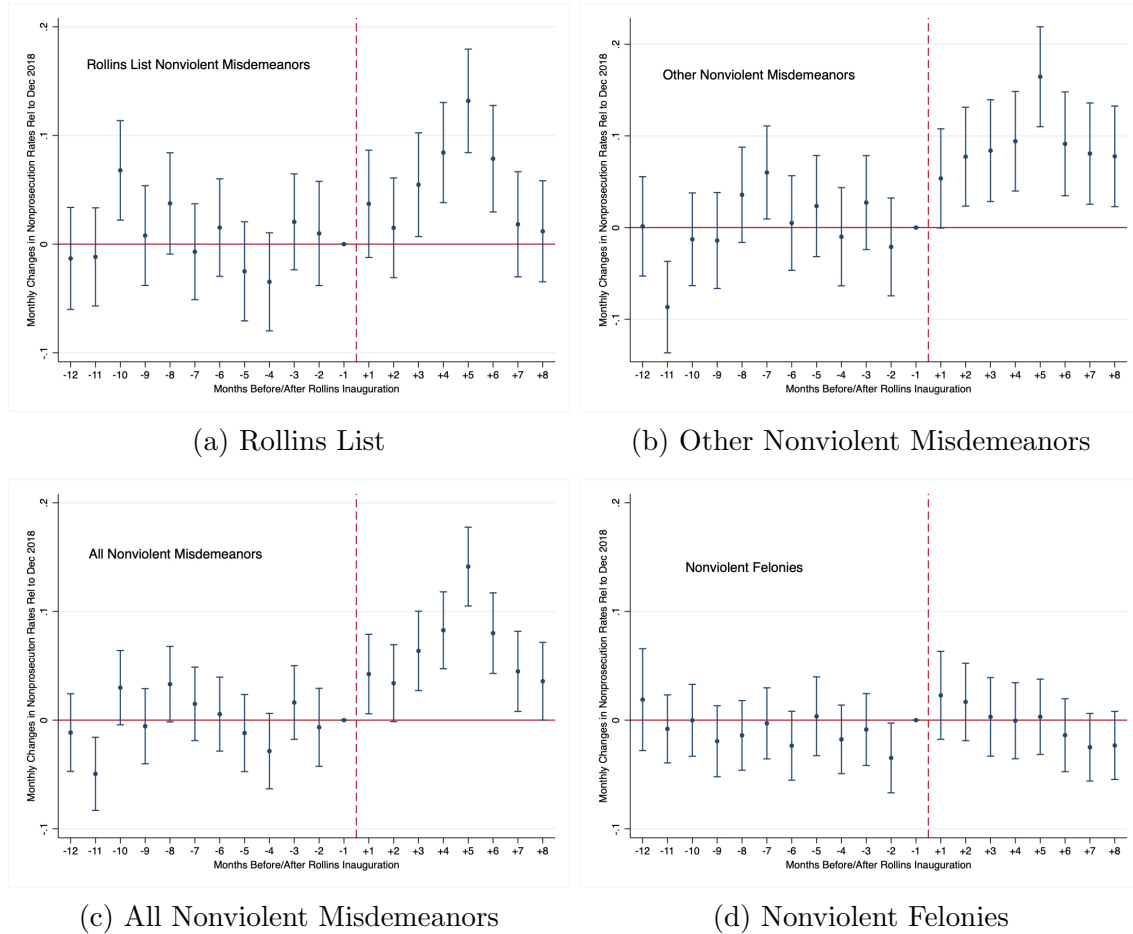 Monthly Changes in Nonprosecution Rates Rel to Dec 2018
.2
.1
0
-.1
Rollins List Nonviolent Misdemeanors
-12 -11 -10 -9 -8 -7 -6 -5 -4 -3 -2 -1 +1 +2 +3 +4 +5 +6 +7 +8
Months Before/After Rollins Inauguration
(a) Rollins List
Monthly Changes in Nonprosecution Rates Rel to Dec 2018
.2
.1
0
-.1
Other Nonviolent Misdemeanors
-12 -11 -10 -9 -8 -7 -6 -5 -4 -3 -2 -1 +1 +2 +3 +4 +5 +6 +7 +8
Months Before/After Rollins Inauguration
(b) Other Nonviolent Misdemeanors
Monthly Changes in Nonprosecuton Rates Rel to Dec 2018
.2
.1
0
-.1
All Nonviolent Misdemeanors
-12 -11 -10 -9 -8 -7 -6 -5 -4 -3 -2 -1 +1 +2 +3 +4 +5 +6 +7 +8
Months Before/After Rollins Inauguration
(c) All Nonviolent Misdemeanors
Monthly Changes in Nonprosecution Rates Rel to Dec 2018
.2
.1
0
-.1
Nonviolent Felonies
-12 -11 -10 -9 -8 -7 -6 -5 -4 -3 -2 -1 +1 +2 +3 +4 +5 +6 +7 +8
Months Before/After Rollins Inauguration
(d) Nonviolent Felonies